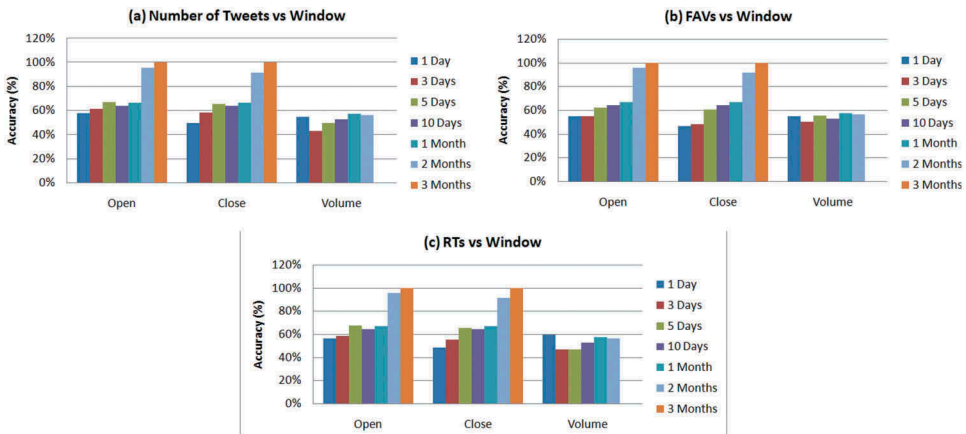 (a) Number of Tweets vs Window
120%
100%
80%
60%
40%
20%
0%
Accuracy (%)
Open Close Volume
1 Day
3 Days
5 Days
10 Days
1 Month
2 Months
3 Months
(b) FAVs vs Window
120%
100%
80%
60%
40%
20%
0%
Accuracy (%)
Open Close Volume
1 Day
3 Days
5 Days
10 Days
1 Month
2 Months
3 Months
(c) RTs vs Window
120%
100%
80%
60%
40%
20%
0%
Accuracy (%)
Open Close Volume
1 Day
3 Days
5 Days
10 Days
1 Month
2 Months
3 Months